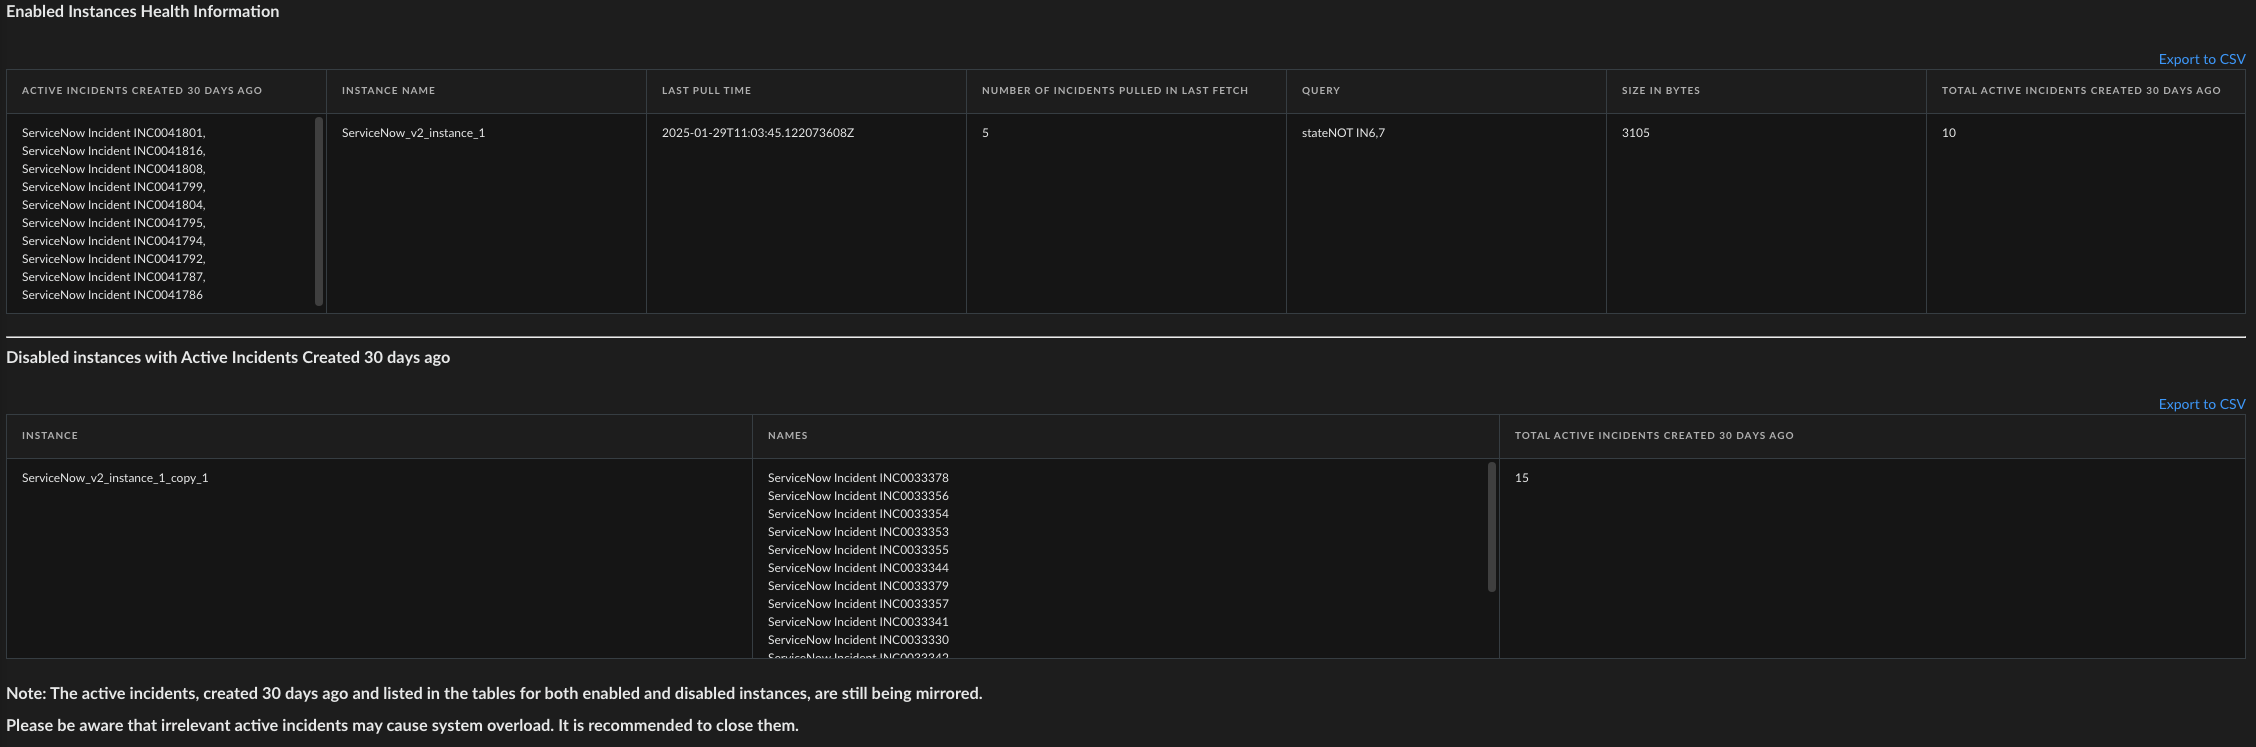 Enabled Instances Health Information
Export to CSV
ACTIVE INCIDENTS CREATED 30 DAYS AGO
INSTANCE NAME
LAST PULL TIME
NUMBER OF INCIDENTS PULLED IN LAST FETCH
QUERY
SIZE IN BYTES
TOTAL ACTIVE INCIDENTS CREATED 30 DAYS AGO
ServiceNow Incident INC0041801,
ServiceNow Incident INC0041816,
ServiceNow Incident INC0041808,
ServiceNow Incident INC0041799,
ServiceNow Incident INC0041804,
ServiceNow Incident INC0041795,
ServiceNow Incident INC0041794,
ServiceNow Incident INC0041792,
ServiceNow Incident INC0041787,
ServiceNow Incident INC0041786
ServiceNow_v2_instance_1
2025-01-29T11:03:45.122073608Z
5
stateNOT IN6,7
3105
10
Disabled instances with Active Incidents Created 30 days ago
Export to CSV
INSTANCE
NAMES
TOTAL ACTIVE INCIDENTS CREATED 30 DAYS AGO
ServiceNow_v2_instance_1_copy_1
ServiceNow Incident INC0033378
ServiceNow Incident INC0033356
ServiceNow Incident INC0033354
ServiceNow Incident INC0033353
ServiceNow Incident INC0033355
ServiceNow Incident INC0033344
ServiceNow Incident INC0033379
ServiceNow Incident INC0033357
ServiceNow Incident INC0033341
ServiceNow Incident INC0033330
ServiceNow Incident INC0033342
15
Note: The active incidents, created 30 days ago and listed in the tables for both enabled and disabled instances, are still being mirrored.
Please be aware that irrelevant active incidents may cause system overload. It is recommended to close them.